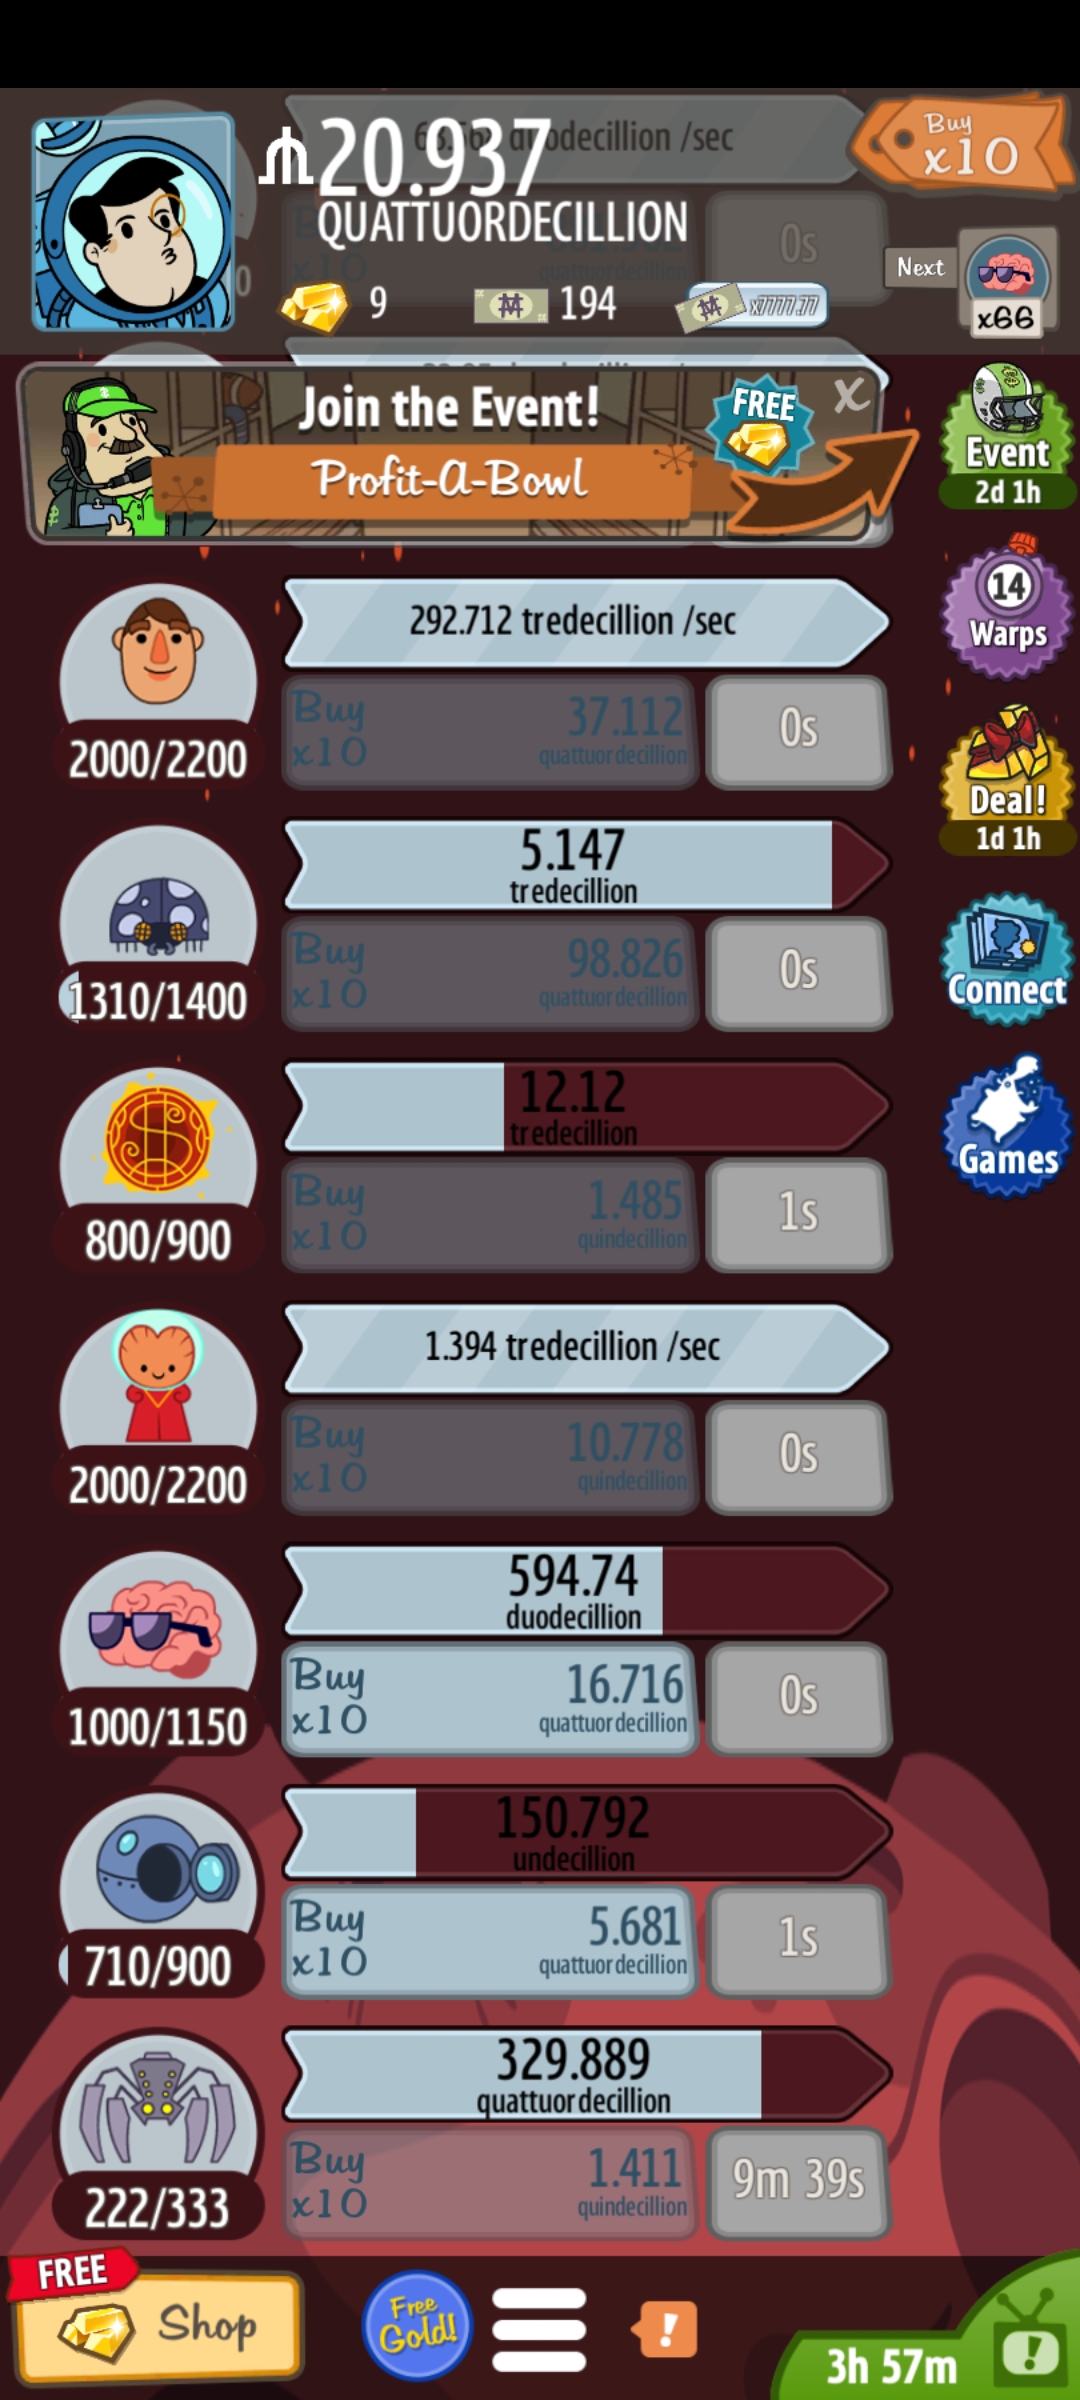 20.937
QUATTUORDECILLION
Buy
x10
9
194
x7777.77
duodecillion /sec
0s
Next
x66
Join the Event!
Profit-A-Bowl
FREE
X
Event
2d 1h
14
Warps
Deal!
1d 1h
Connect
Games
292.712 tredecillion /sec
Buy
x10
37.112
quattuordecillion
0s
2000/2200
5.147
tredecillion
Buy
x10
98.826
quattuordecillion
0s
1310/1400
12.12
tredecillion
Buy
x10
1.485
quindecillion
1s
800/900
1.394 tredecillion /sec
Buy
x10
10.778
quindecillion
0s
2000/2200
594.74
duodecillion
Buy
x10
16.716
quattuordecillion
0s
1000/1150
150.792
undecillion
Buy
x10
5.681
quattuordecillion
1s
710/900
329.889
quattuordecillion
Buy
x10
1.411
quindecillion
9m 39s
222/333
FREE
Shop
Free
Gold!
!
3h 57m
!